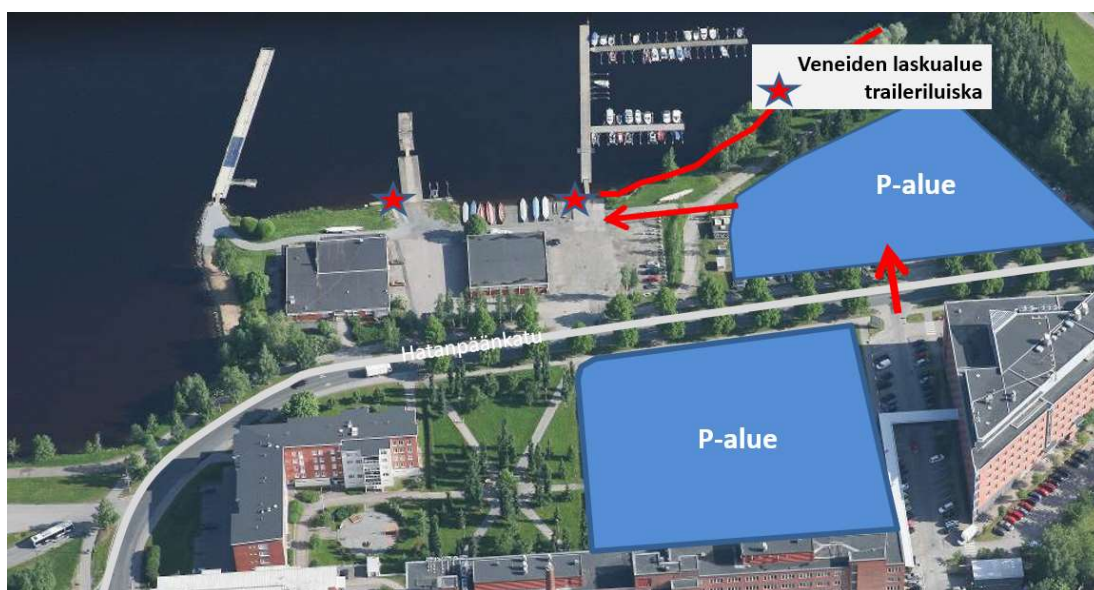 Veneiden laskualue
traileriluiska
P-alue
Hatanpäänkatu
P-alue